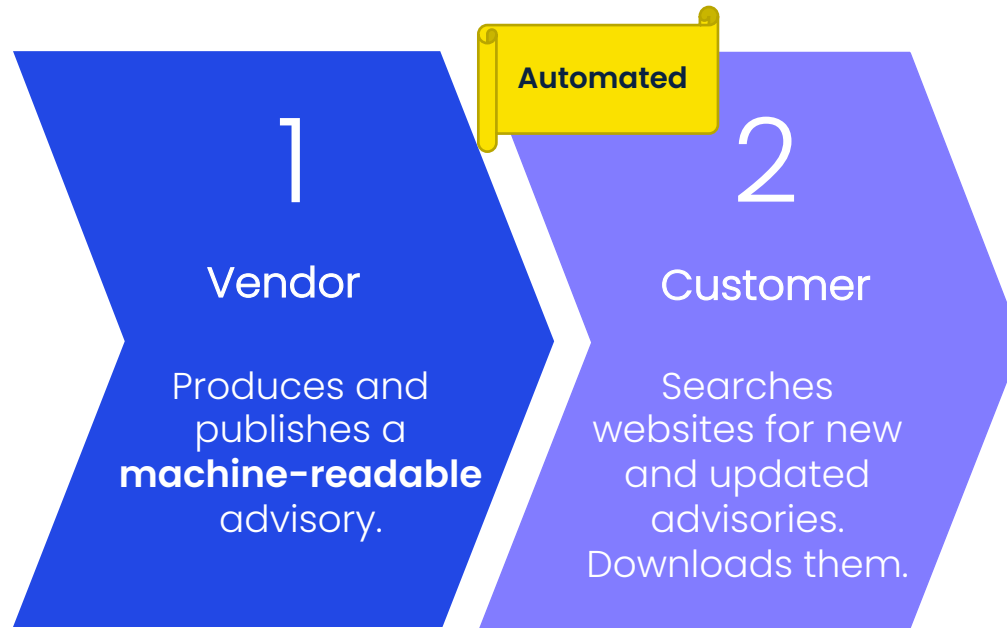 Automated
1
Vendor
Produces and
publishes a
machine-readable
advisory.
2
Customer
Searches
websites for new
and updated
advisories.
Downloads them.